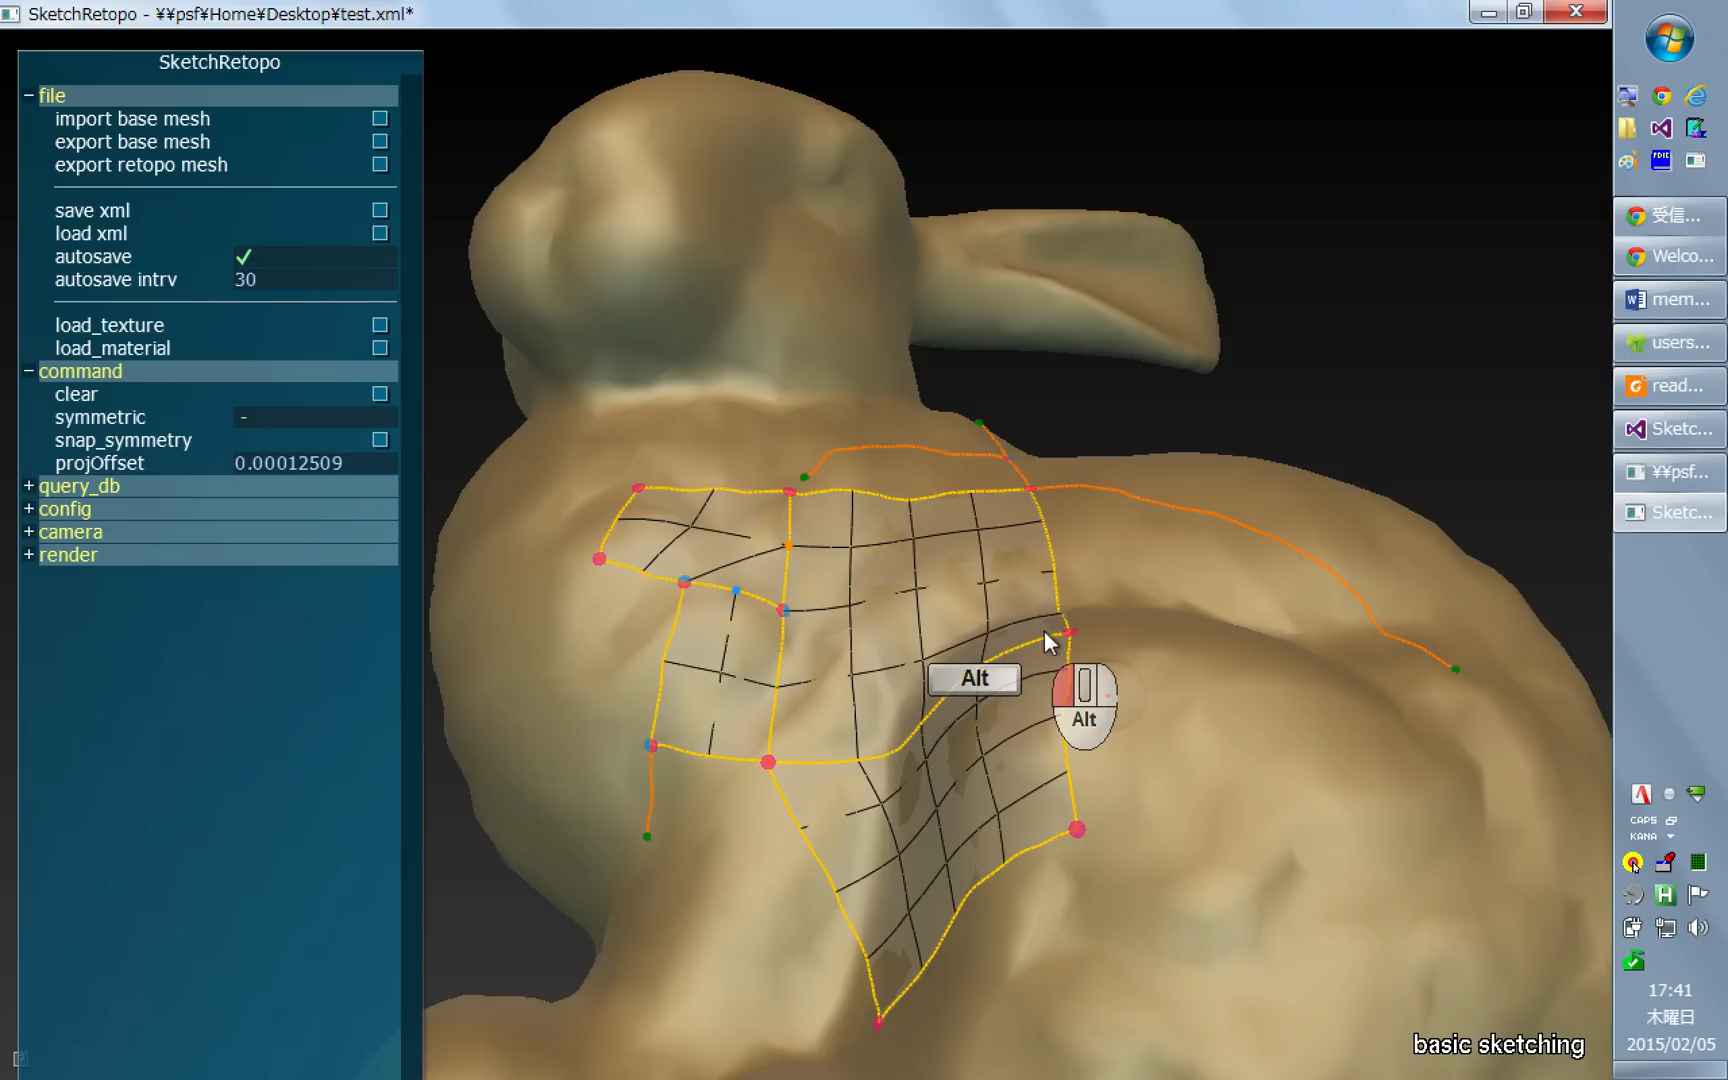 SketchRetopo - ¥¥psf¥Home¥Desktop¥test.xml*
SketchRetopo
− file
import base mesh
export base mesh
export retopo mesh
save xml
load xml
autosave
autosave intrv 30
load_texture
load_material
− command
clear
symmetric -
snap_symmetry
projOffset 0.00012509
+ query_db
+ config
+ camera
+ render
Alt
Alt
basic sketching
PDIC
受信...
Welco...
mem...
users...
read...
Sketc...
¥¥psf...
Sketc...
A
CAPS
KANA
H
17:41
木曜日
2015/02/05